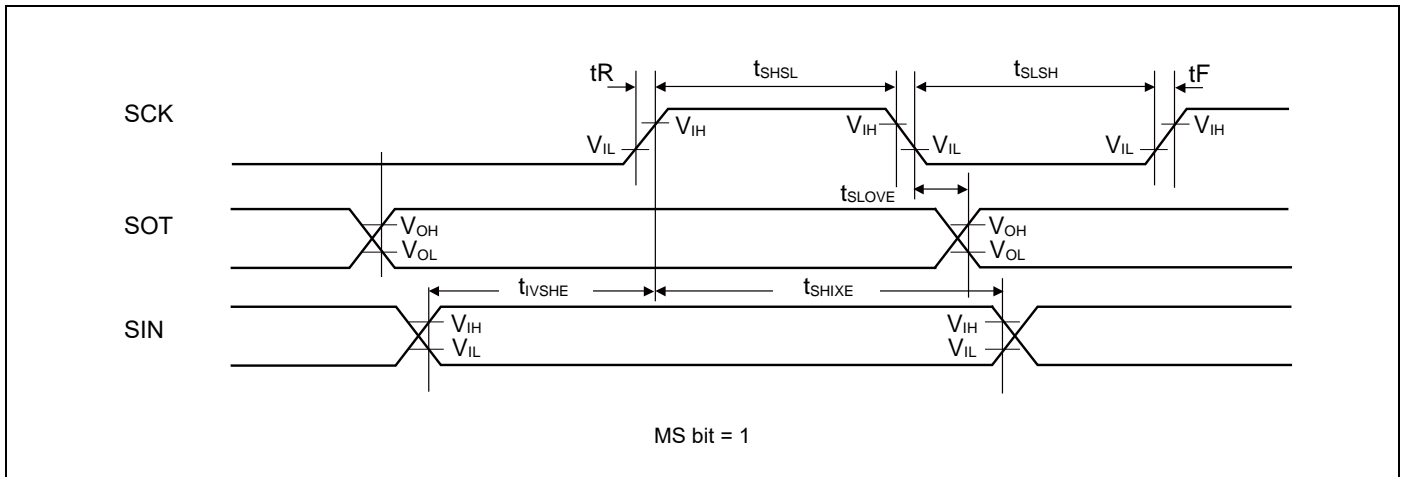 tR tSHSL tSLSH tF
SCK
VIH VIH VIH
VIL VIL VIL
tSLOVE
SOT
VOH VOH
VOL VOL
tIVSHE tSHIXE
SIN
VIH VIH
VIL VIL
MS bit = 1